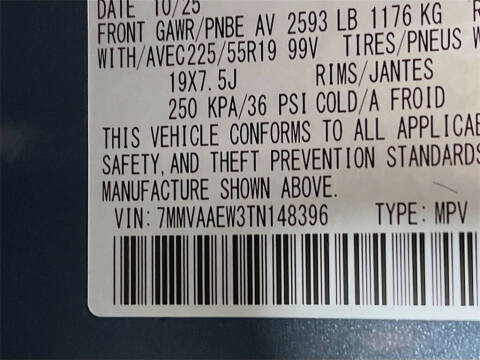 DATE 10/25
FRONT GAWR/PNBE AV 2593 LB 1176 KG
WITH/AVEC225/55R19 99V TIRES/PNEUS W
19X7.5J RIMS/JANTES
250 KPA/36 PSI COLD/A FROID
THIS VEHICLE CONFORMS TO ALL APPLICAB
SAFETY, AND THEFT PREVENTION STANDARDS
MANUFACTURE SHOWN ABOVE.
VIN: 7MMVAAEW3TN148396 TYPE: MPV